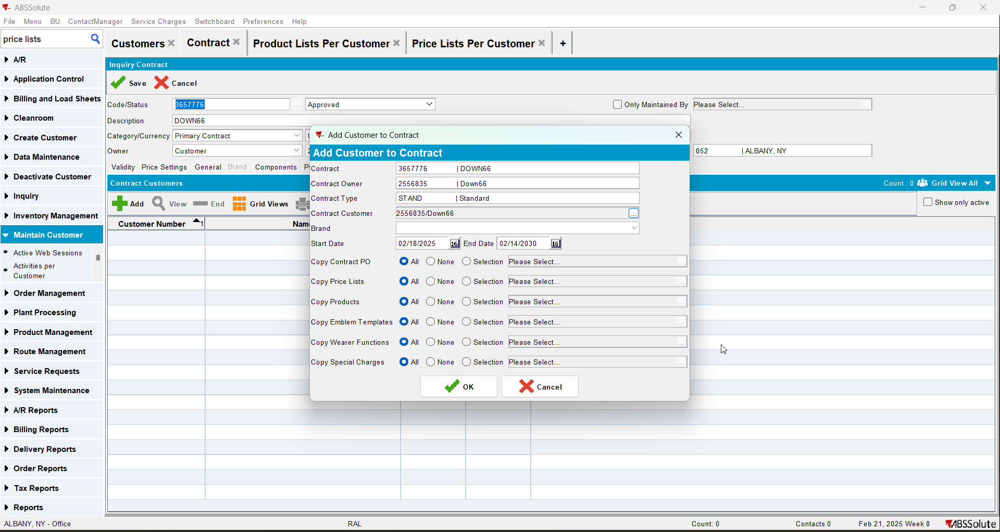 ABSSolute
File Menu BU ContactManager Service Charges Switchboard Preferences Help
price lists
Customers Contract Product Lists Per Customer Price Lists Per Customer +
Inquiry Contract
Save Cancel
Code/Status 3657776 ... Approved Only Maintained By Please Select... ...
Description DOWN66
Category/Currency Primary Contract
Owner Customer 052 | ALBANY, NY
Validity Price Settings General Brand Components
Contract Customers Count : 0 Grid View All
Add View End Grid Views Show only active
Customer Number 1
A/R
Application Control
Billing and Load Sheets
Cleanroom
Create Customer
Data Maintenance
Deactivate Customer
Inquiry
Inventory Management
Maintain Customer
Active Web Sessions
Activities per
Customer
Order Management
Plant Processing
Product Management
Route Management
Service Requests
System Maintenance
A/R Reports
Billing Reports
Delivery Reports
Order Reports
Tax Reports
Reports
Add Customer to Contract
Add Customer to Contract
Contract 3657776 | DOWN66
Contract Owner 2556835 | Down66
Contract Type STAND | Standard
Contract Customer 2556835/Down66 ...
Brand
Start Date 02/18/2025 16 End Date 02/14/2030 16
Copy Contract PO All None Selection Please Select... ...
Copy Price Lists All None Selection Please Select... ...
Copy Products All None Selection Please Select... ...
Copy Emblem Templates All None Selection Please Select... ...
Copy Wearer Functions All None Selection Please Select... ...
Copy Special Charges All None Selection Please Select... ...
OK Cancel
ALBANY, NY - Office RAL Count: 0 Contacts 0 Feb 21, 2025 Week 8 ABSSolute